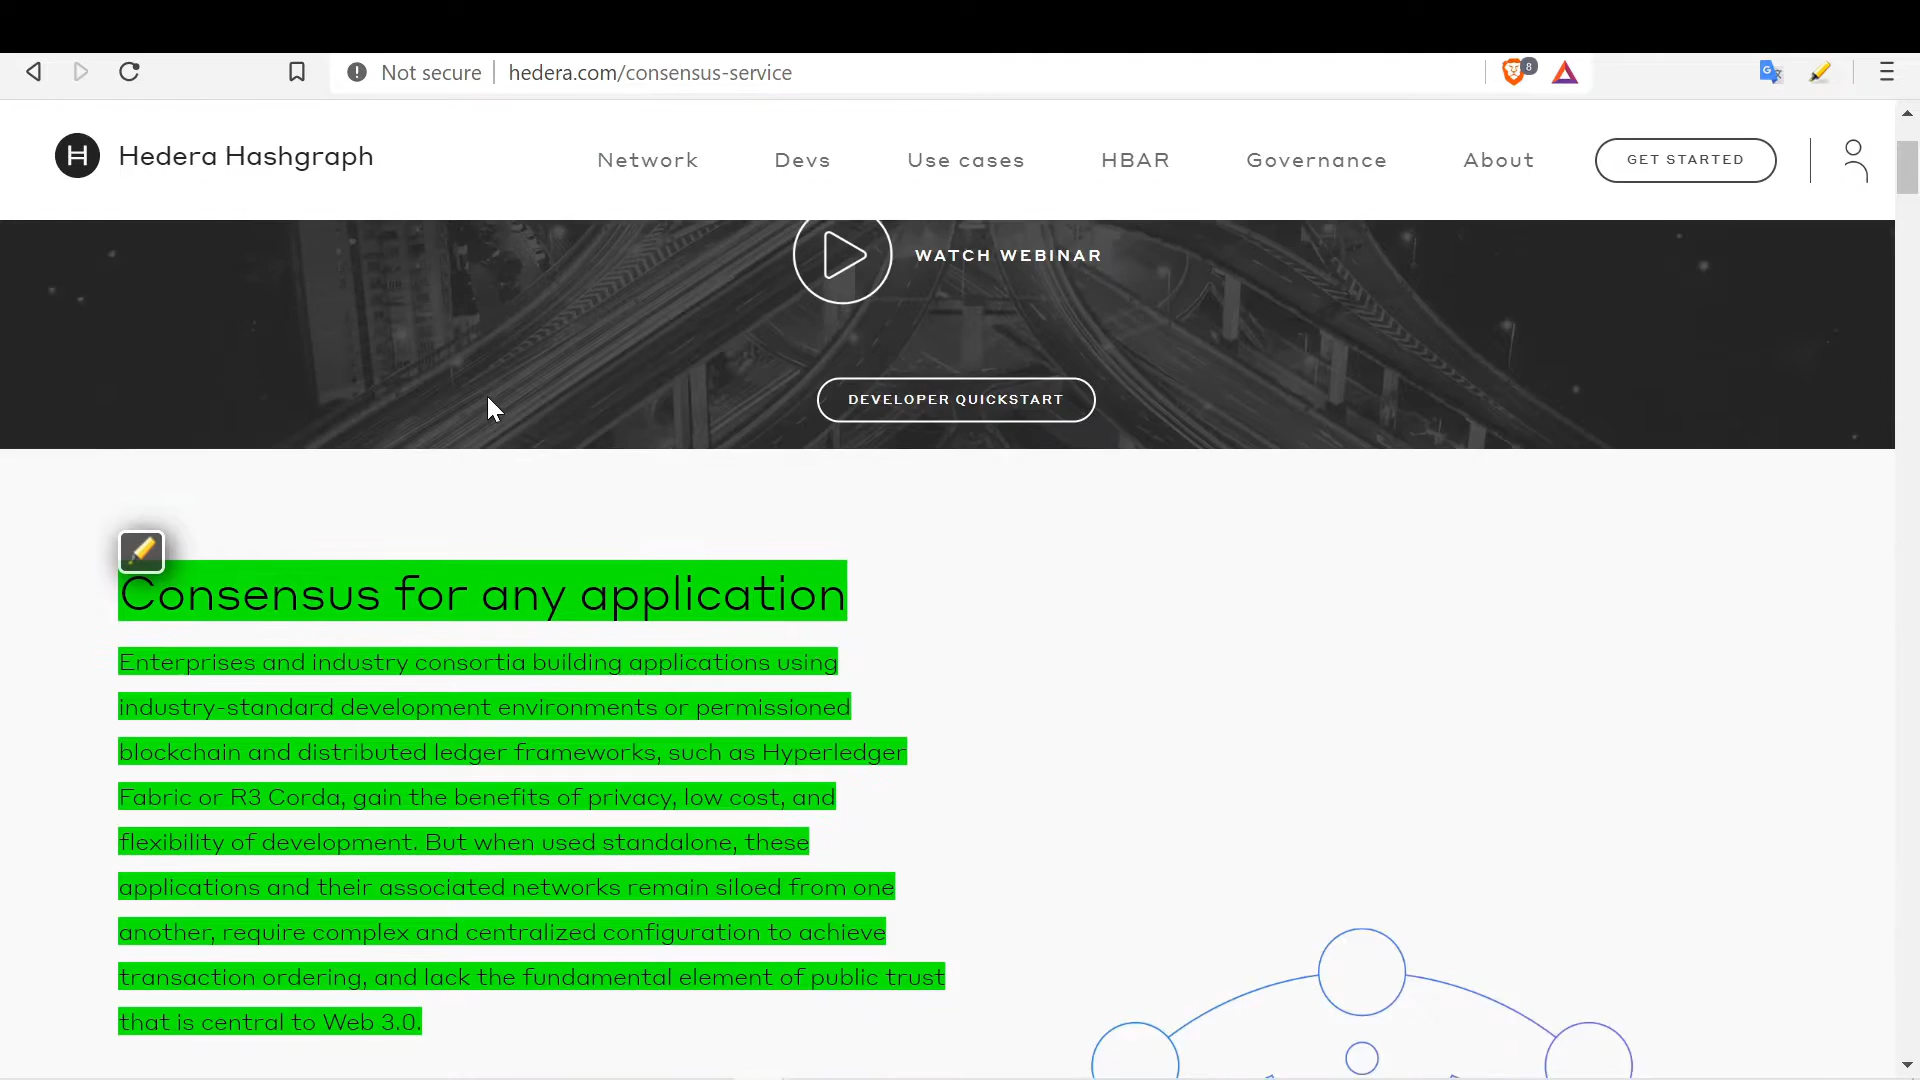 Not secure
hedera.com/consensus-service
8
Hedera Hashgraph
Network
Devs
Use cases
HBAR
Governance
About
GET STARTED
WATCH WEBINAR
DEVELOPER QUICKSTART
Consensus for any application
Enterprises and industry consortia building applications using
industry-standard development environments or permissioned
blockchain and distributed ledger frameworks, such as Hyperledger
Fabric or R3 Corda, gain the benefits of privacy, low cost, and
flexibility of development. But when used standalone, these
applications and their associated networks remain siloed from one
another, require complex and centralized configuration to achieve
transaction ordering, and lack the fundamental element of public trust
that is central to Web 3.0.